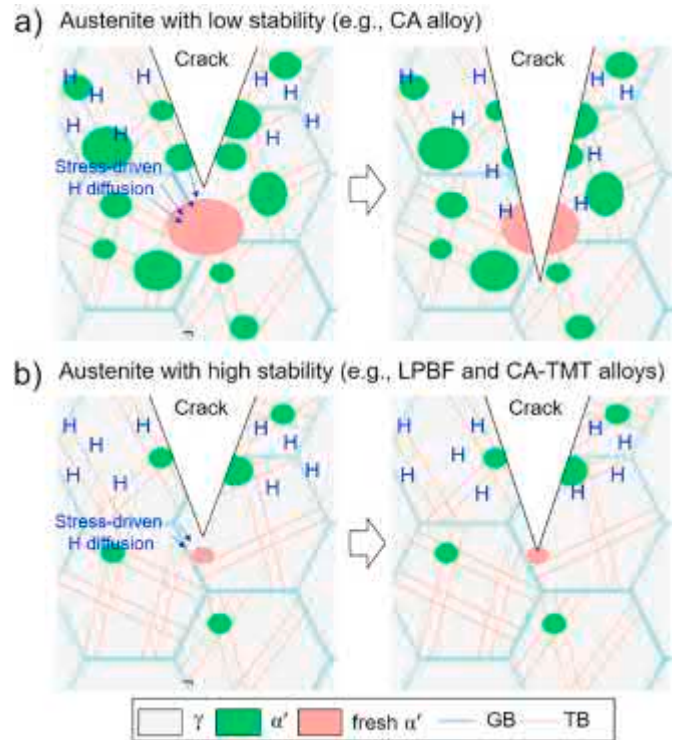 a) Austenite with low stability (e.g., CA alloy)
Crack
H
H
H
H
H
H
H
Stress-driven
H diffusion
Crack
H
H
H
H
H
H
H
H
b) Austenite with high stability (e.g., LPBF and CA-TMT alloys)
Crack
H
H
H
H
H
H
H
H
Stress-driven
H diffusion
Crack
H
H
H
H
H
H
H
H
γ
α′
fresh α′
GB
TB